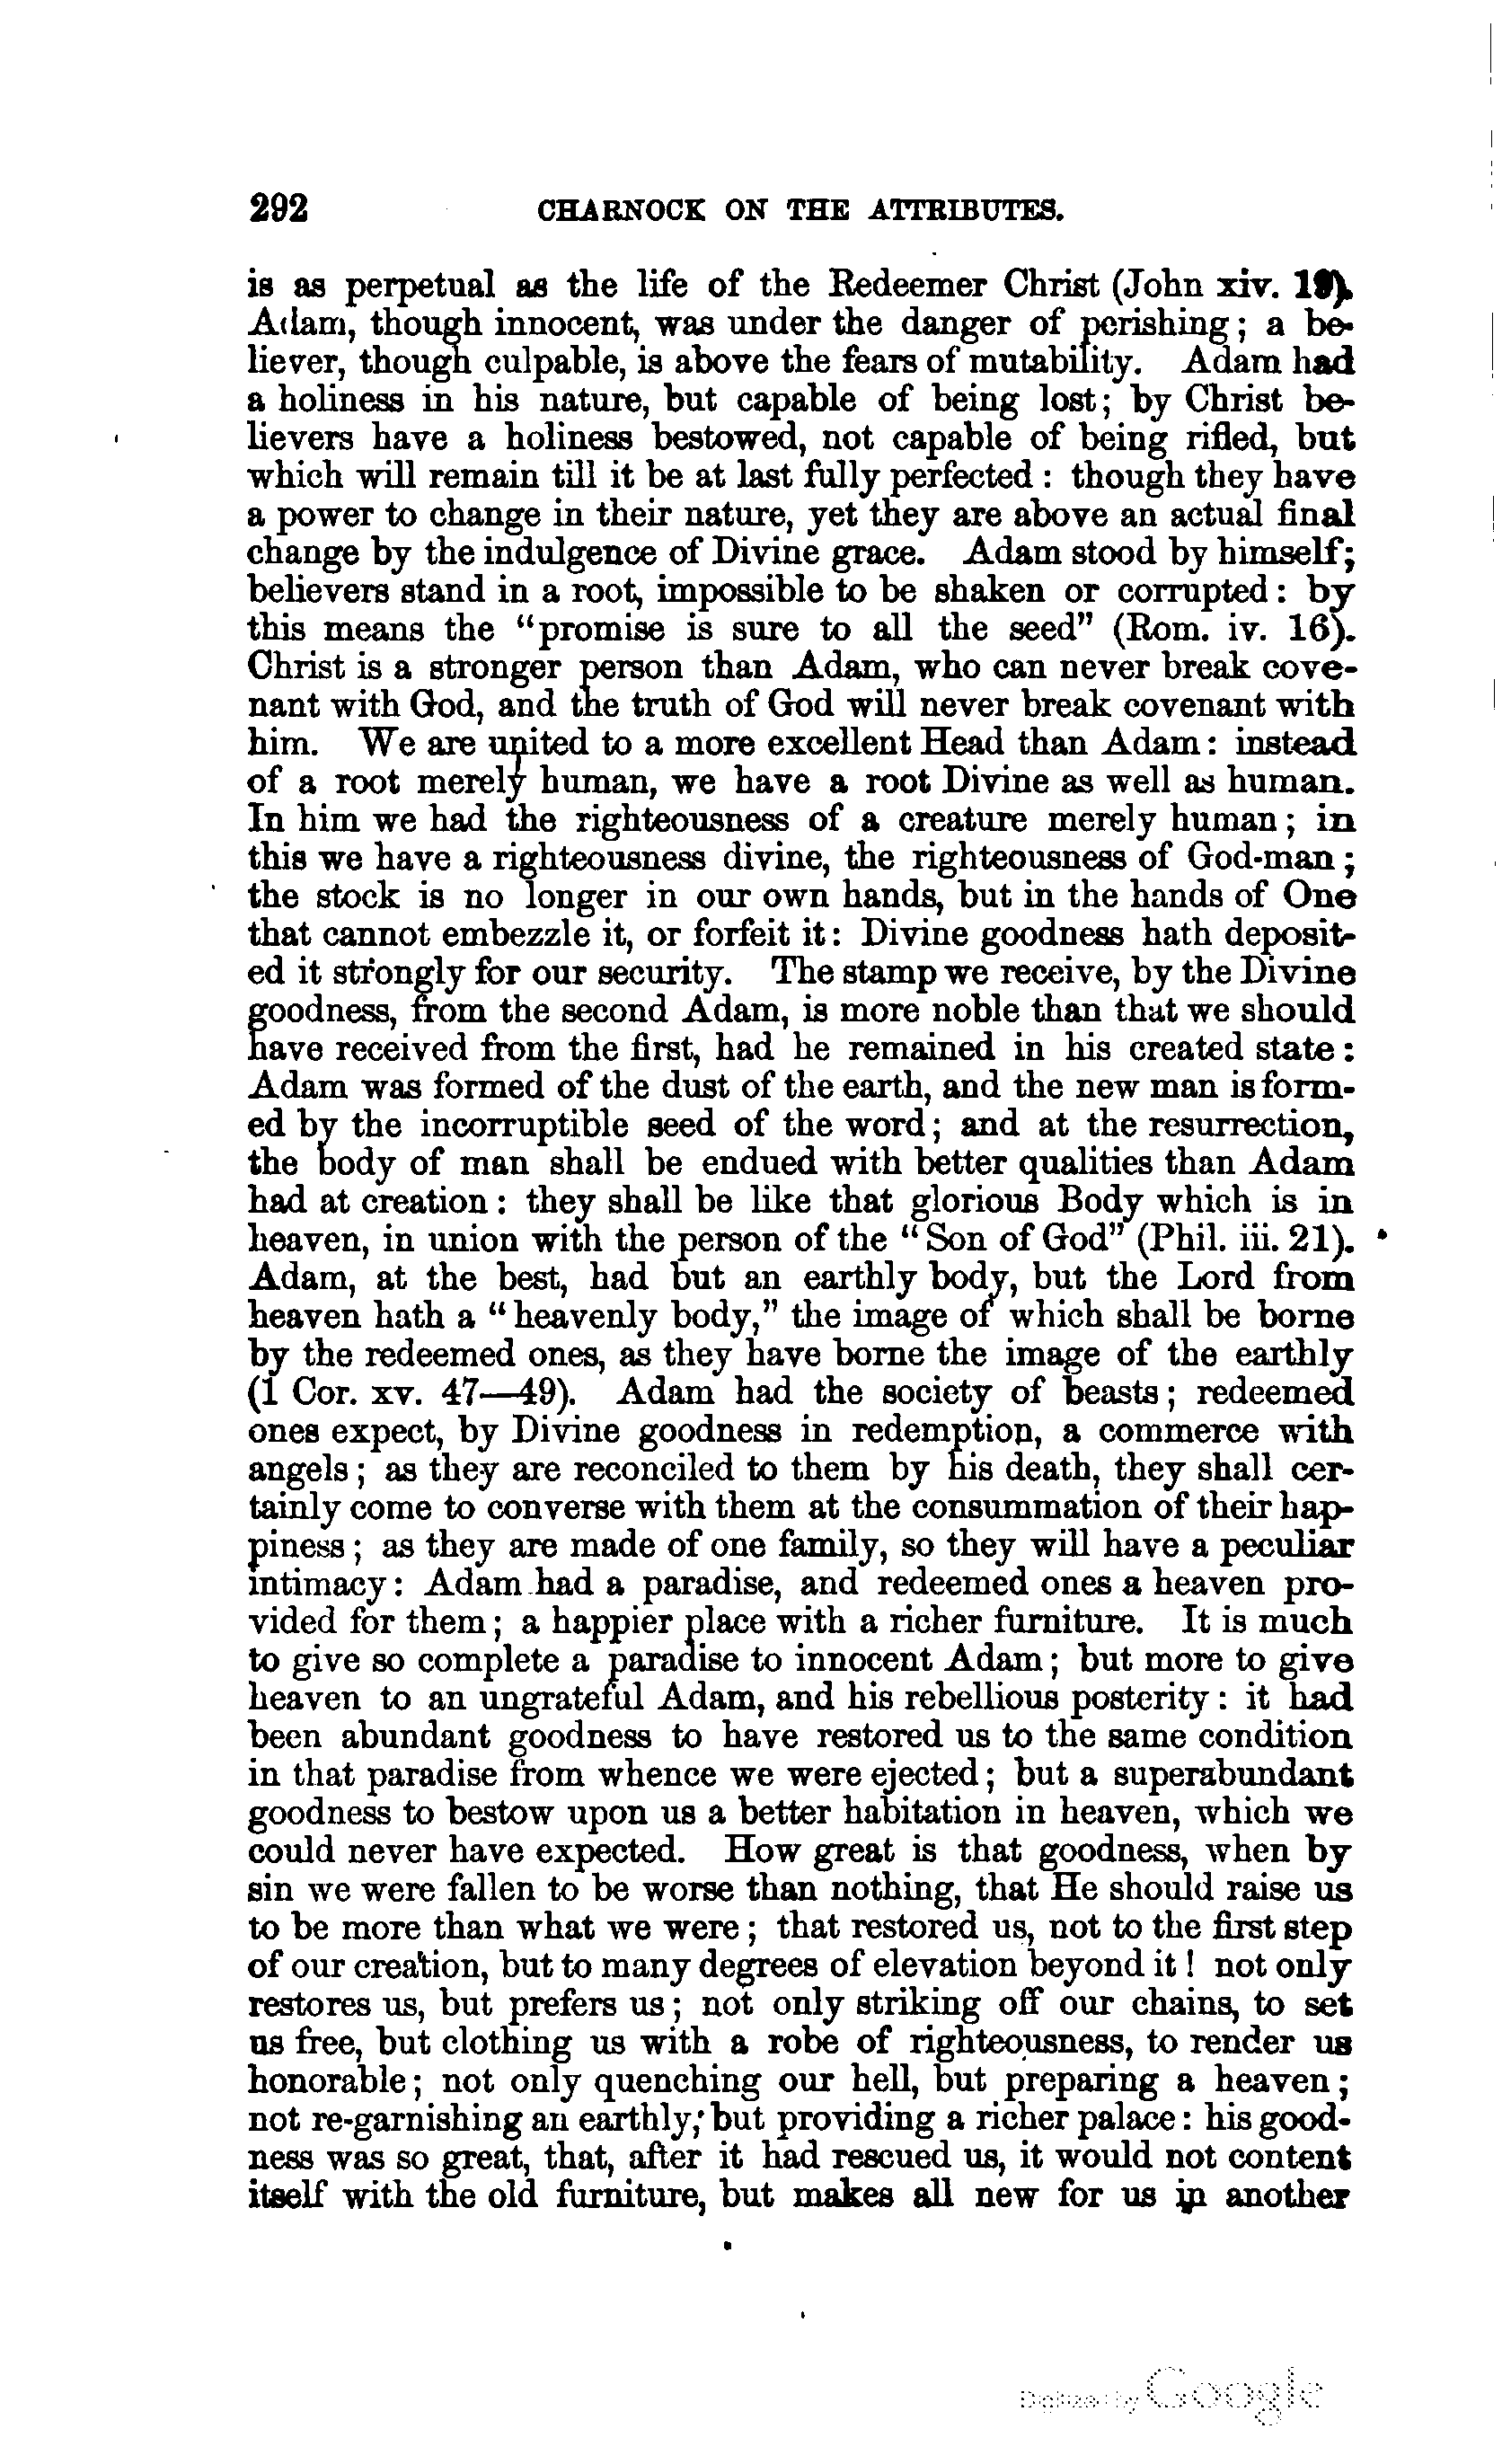 292 CHARNOCK ON THE ATTRIBUTES.
is as perpetual as the life of the Redeemer Christ (John xiv. 19).
Adam, though innocent, was under the danger of perishing; a be-
liever, though culpable, is above the fears of mutability. Adam had
a holiness in his nature, but capable of being lost; by Christ be-
lievers have a holiness bestowed, not capable of being rifled, but
which will remain till it be at last fully perfected: though they have
a power to change in their nature, yet they are above an actual final
change by the indulgence of Divine grace. Adam stood by himself;
believers stand in a root, impossible to be shaken or corrupted: by
this means the "promise is sure to all the seed" (Rom. iv. 16).
Christ is a stronger person than Adam, who can never break cove-
nant with God, and the truth of God will never break covenant with
him. We are united to a more excellent Head than Adam: instead
of a root merely human, we have a root Divine as well as human.
In him we had the righteousness of a creature merely human; in
this we have a righteousness divine, the righteousness of God-man;
the stock is no longer in our own hands, but in the hands of One
that cannot embezzle it, or forfeit it: Divine goodness hath deposit-
ed it strongly for our security. The stamp we receive, by the Divine
goodness, from the second Adam, is more noble than that we should
have received from the first, had he remained in his created state:
Adam was formed of the dust of the earth, and the new man is form-
ed by the incorruptible seed of the word; and at the resurrection,
the body of man shall be endued with better qualities than Adam
had at creation: they shall be like that glorious Body which is in
heaven, in union with the person of the "Son of God" (Phil. iii. 21).
Adam, at the best, had but an earthly body, but the Lord from
heaven hath a "heavenly body," the image of which shall be borne
by the redeemed ones, as they have borne the image of the earthly
(1 Cor. xv. 47—49). Adam had the society of beasts; redeemed
ones expect, by Divine goodness in redemption, a commerce with
angels; as they are reconciled to them by his death, they shall cer-
tainly come to converse with them at the consummation of their hap-
piness; as they are made of one family, so they will have a peculiar
intimacy: Adam had a paradise, and redeemed ones a heaven pro-
vided for them; a happier place with a richer furniture. It is much
to give so complete a paradise to innocent Adam; but more to give
heaven to an ungrateful Adam, and his rebellious posterity: it had
been abundant goodness to have restored us to the same condition
in that paradise from whence we were ejected; but a superabundant
goodness to bestow upon us a better habitation in heaven, which we
could never have expected. How great is that goodness, when by
sin we were fallen to be worse than nothing, that He should raise us
to be more than what we were; that restored us, not to the first step
of our creation, but to many degrees of elevation beyond it! not only
restores us, but prefers us; not only striking off our chains, to set
us free, but clothing us with a robe of righteousness, to render us
honorable; not only quenching our hell, but preparing a heaven;
not re-garnishing an earthly, but providing a richer palace: his good-
ness was so great, that, after it had rescued us, it would not content
itself with the old furniture, but makes all new for us in another
Digitized by Google